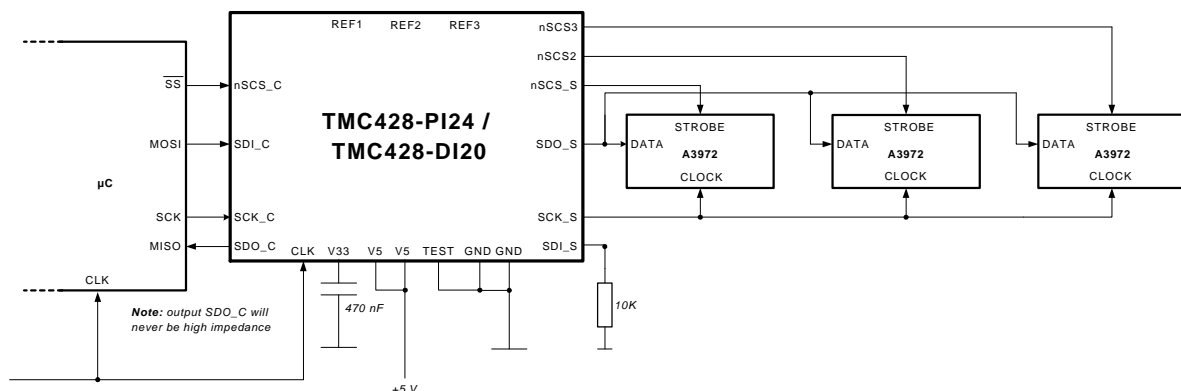 REF1 REF2 REF3
nSCS3
nSCS2
SS nSCS_C nSCS_S
TMC428-PI24 /
TMC428-DI20
STROBE STROBE STROBE
MOSI SDI_C SDO_S DATA DATA DATA
A3972 A3972 A3972
µC
CLOCK CLOCK CLOCK
SCK SCK_C SCK_S
MISO SDO_C SDI_S
CLK V33 V5 V5 TEST GND GND
CLK
470 nF
10K
Note: output SDO_C will
never be high impedance
+5 V